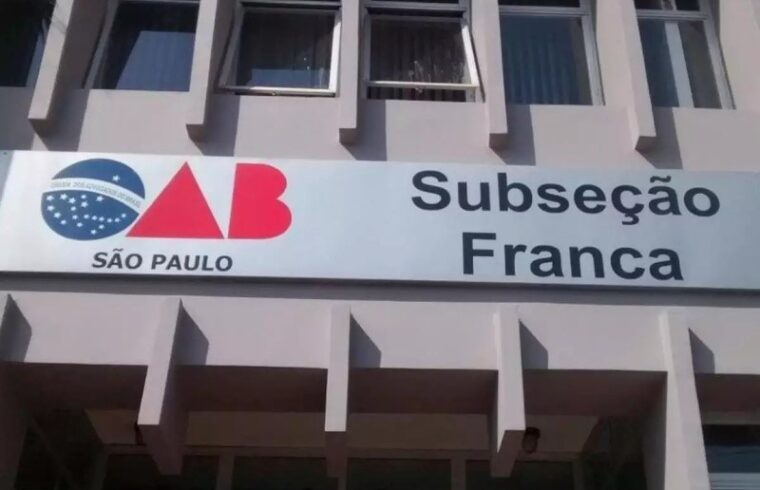 OAB
SÃO PAULO
Subseção
Franca